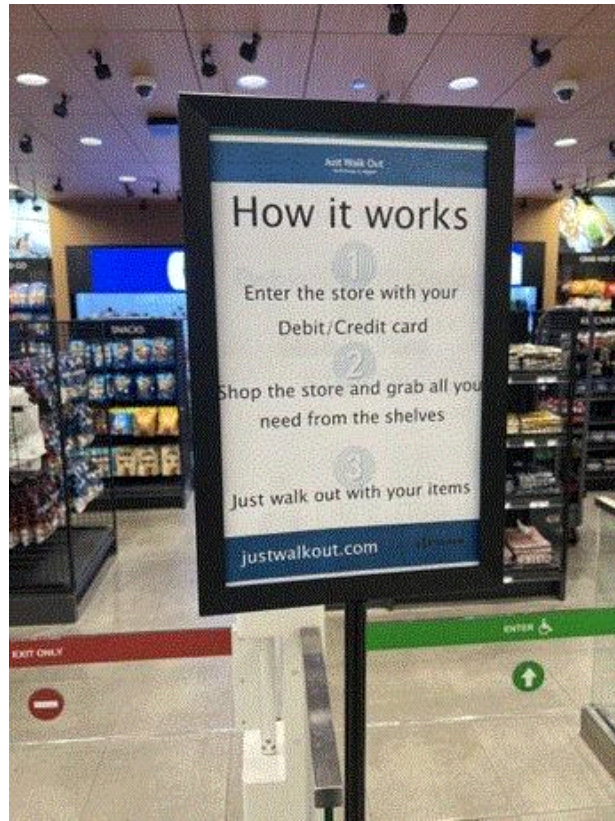 Just Walk Out
How it works
1
Enter the store with your
Debit/Credit card
2
Shop the store and grab all you
need from the shelves
3
Just walk out with your items
justwalkout.com
SNACKS
EXIT ONLY
ENTER